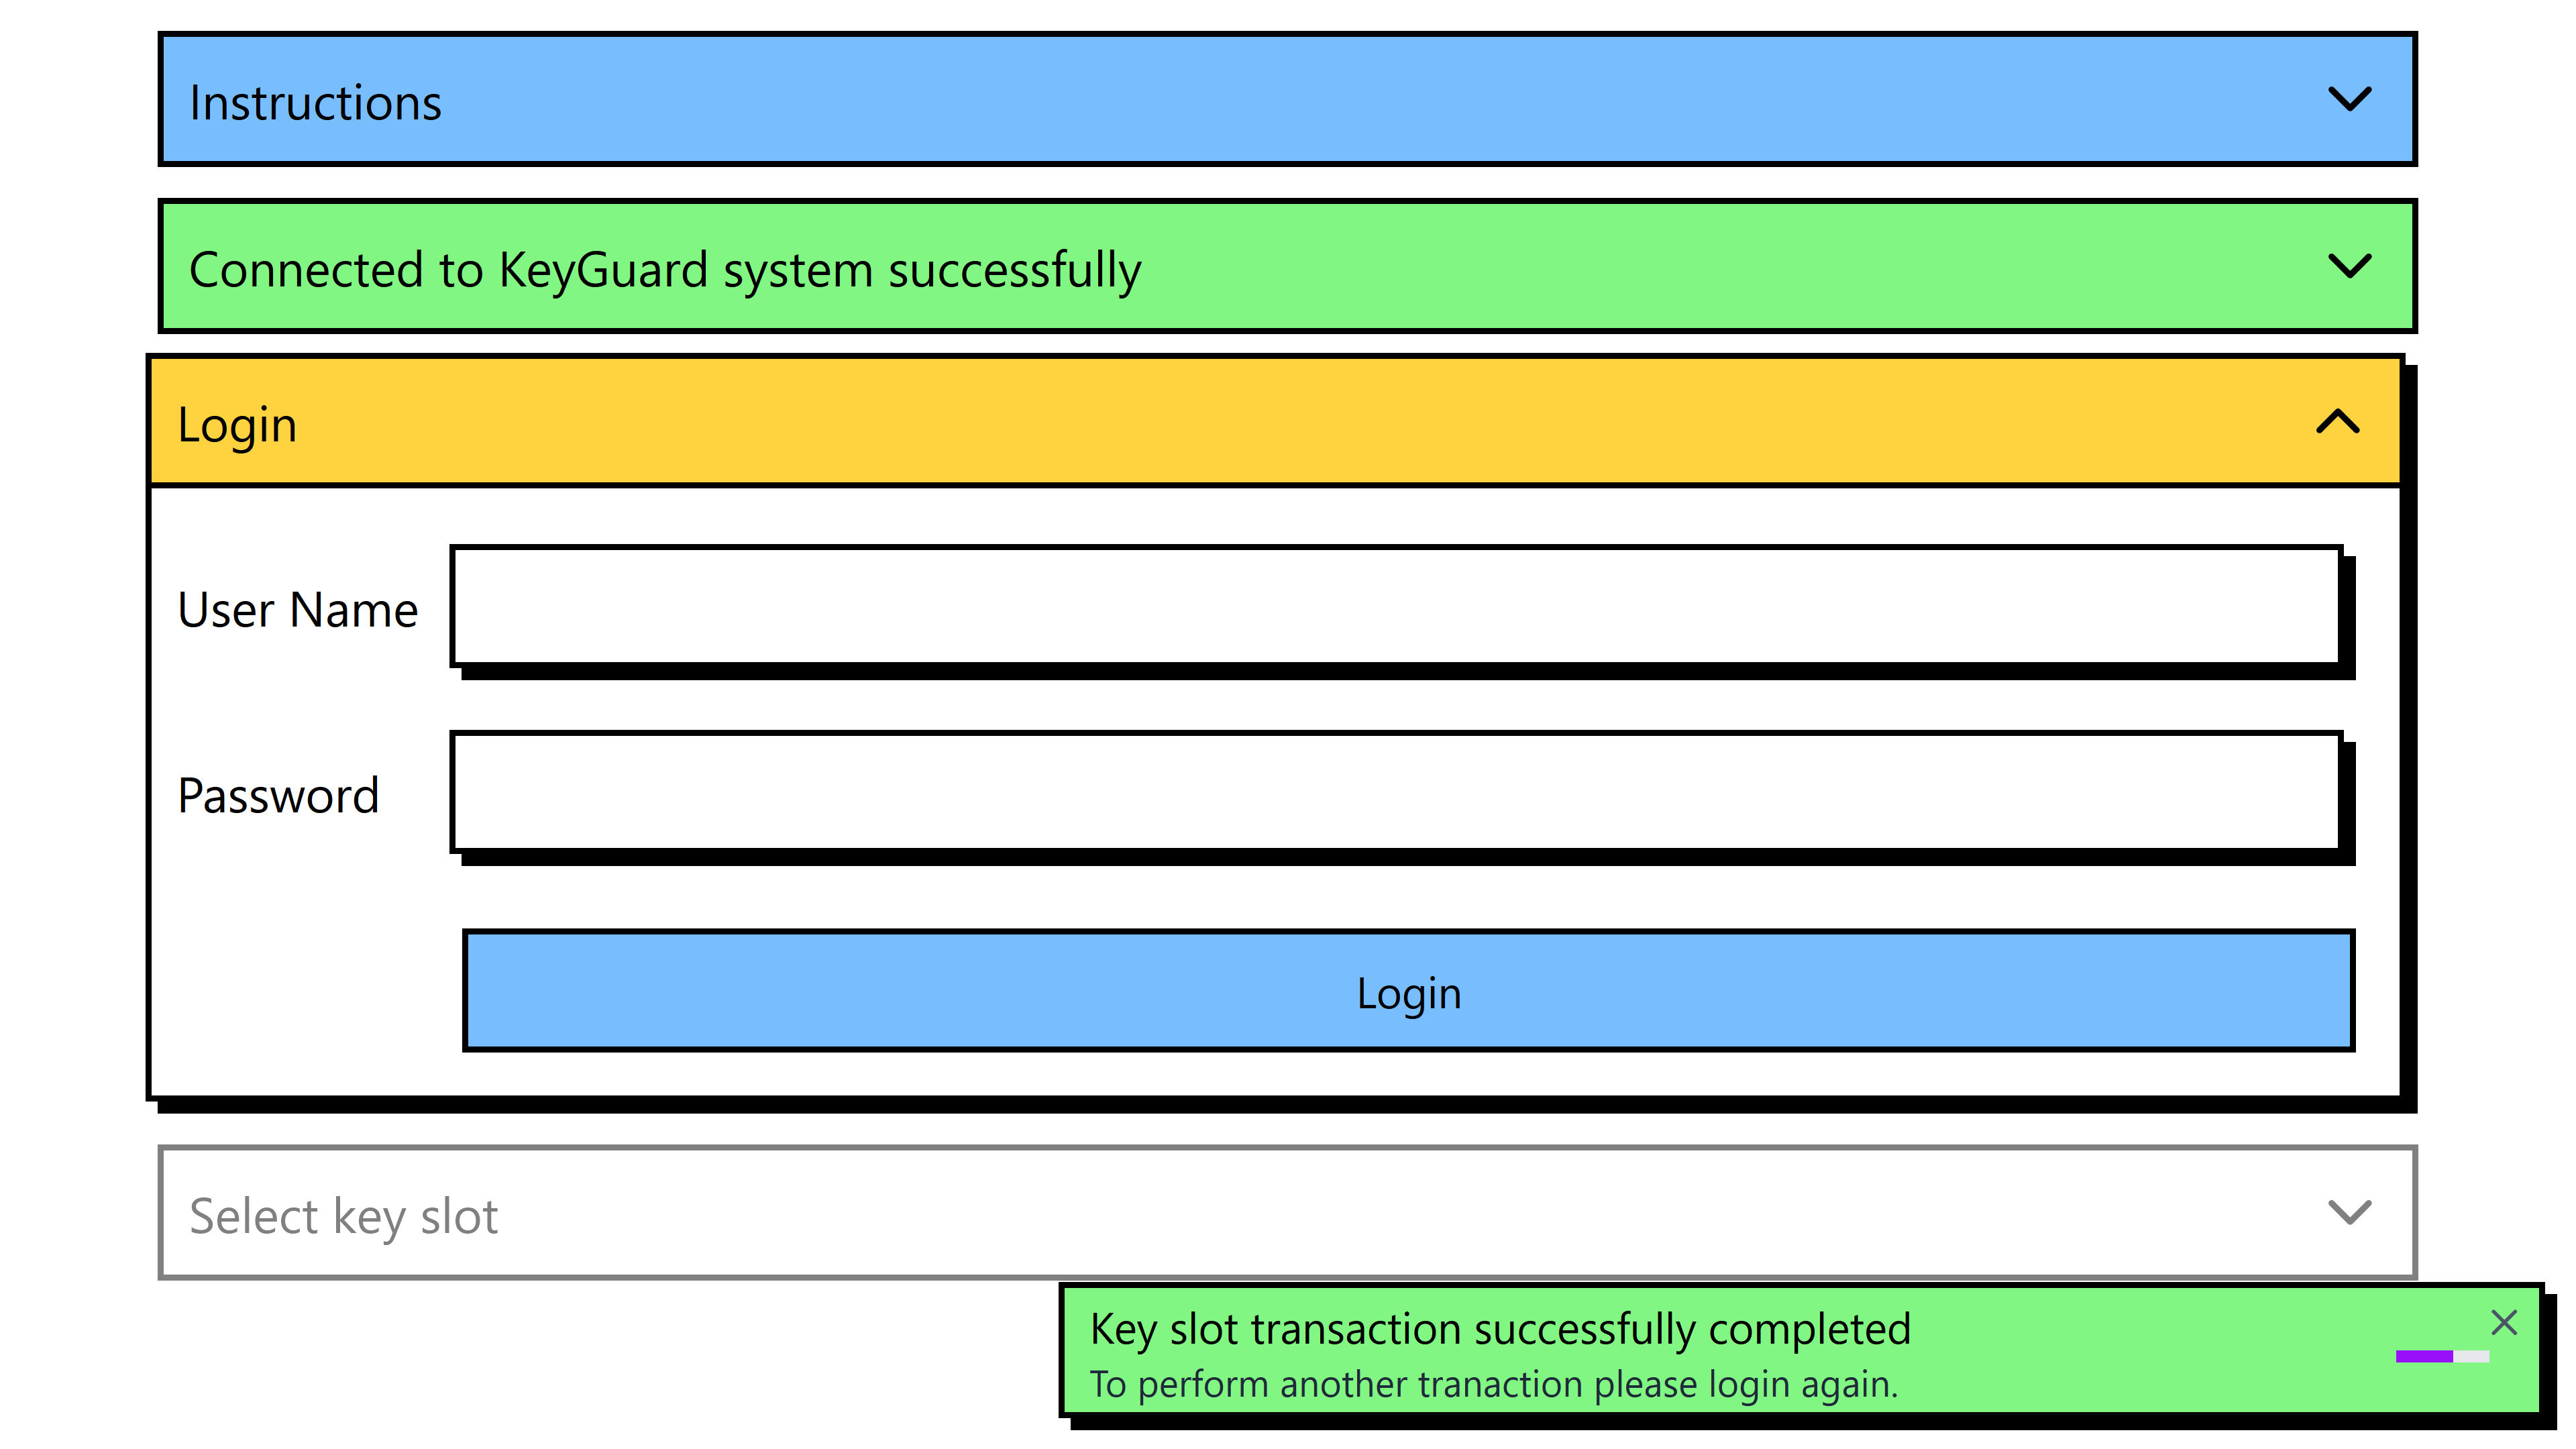 Instructions
Connected to KeyGuard system successfully
Login
User Name
Password
Login
Select key slot
Key slot transaction successfully completed
To perform another tranaction please login again.